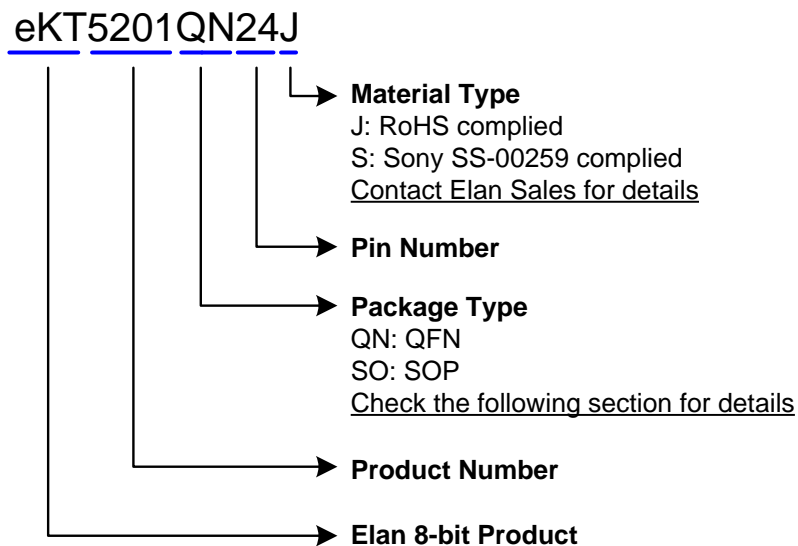 eKT5201QN24J
Material Type
J: RoHS complied
S: Sony SS-00259 complied
Contact Elan Sales for details
Pin Number
Package Type
QN: QFN
SO: SOP
Check the following section for details
Product Number
Elan 8-bit Product